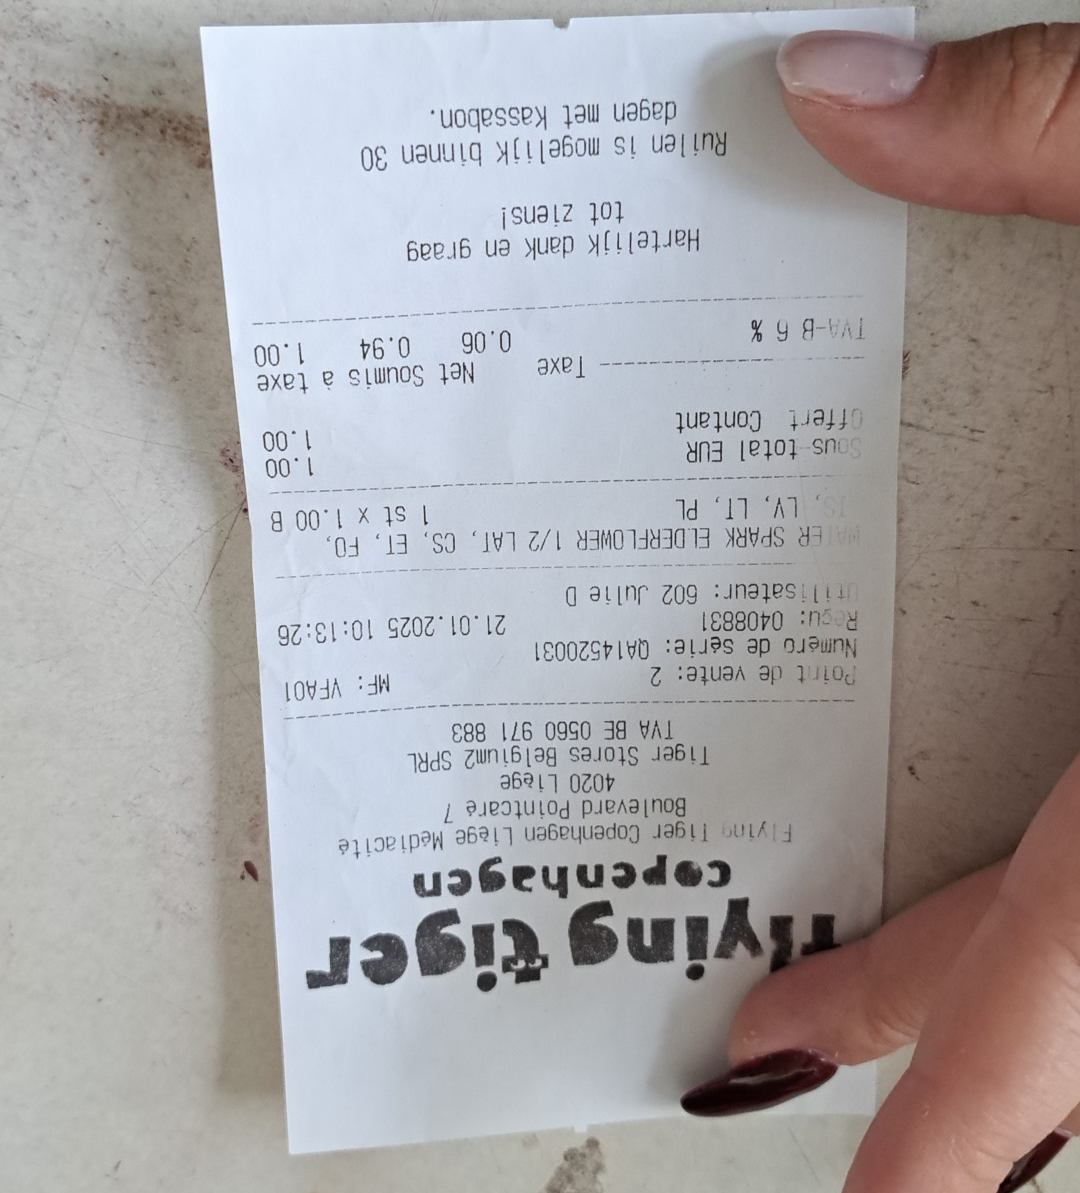 flying tiger
copenhagen
Flying Tiger Copenhagen Liège Médiacité
Boulevard Pointcaré 7
4020 Liège
Tiger Stores Belgium2 SPRL
TVA BE 0560 971 883
Point de vente: 2 MF: VFA01
Numéro de série: QA14520031
Reçu: 0408831 21.01.2025 10:13:26
Utilisateur: 602 Julie D
WATER SPARK ELDERFLOWER 1/2 LAT, CS, ET, FO,
IS, LV, LT, PL 1 st x 1.00 B
Sous-total EUR 1.00
Offert Contant 1.00
Taxe Net Soumis à taxe
TVA-B 6 % 0.06 0.94 1.00
Hartelijk dank en graag
tot ziens!
Ruilen is mogelijk binnen 30
dagen met kassabon.